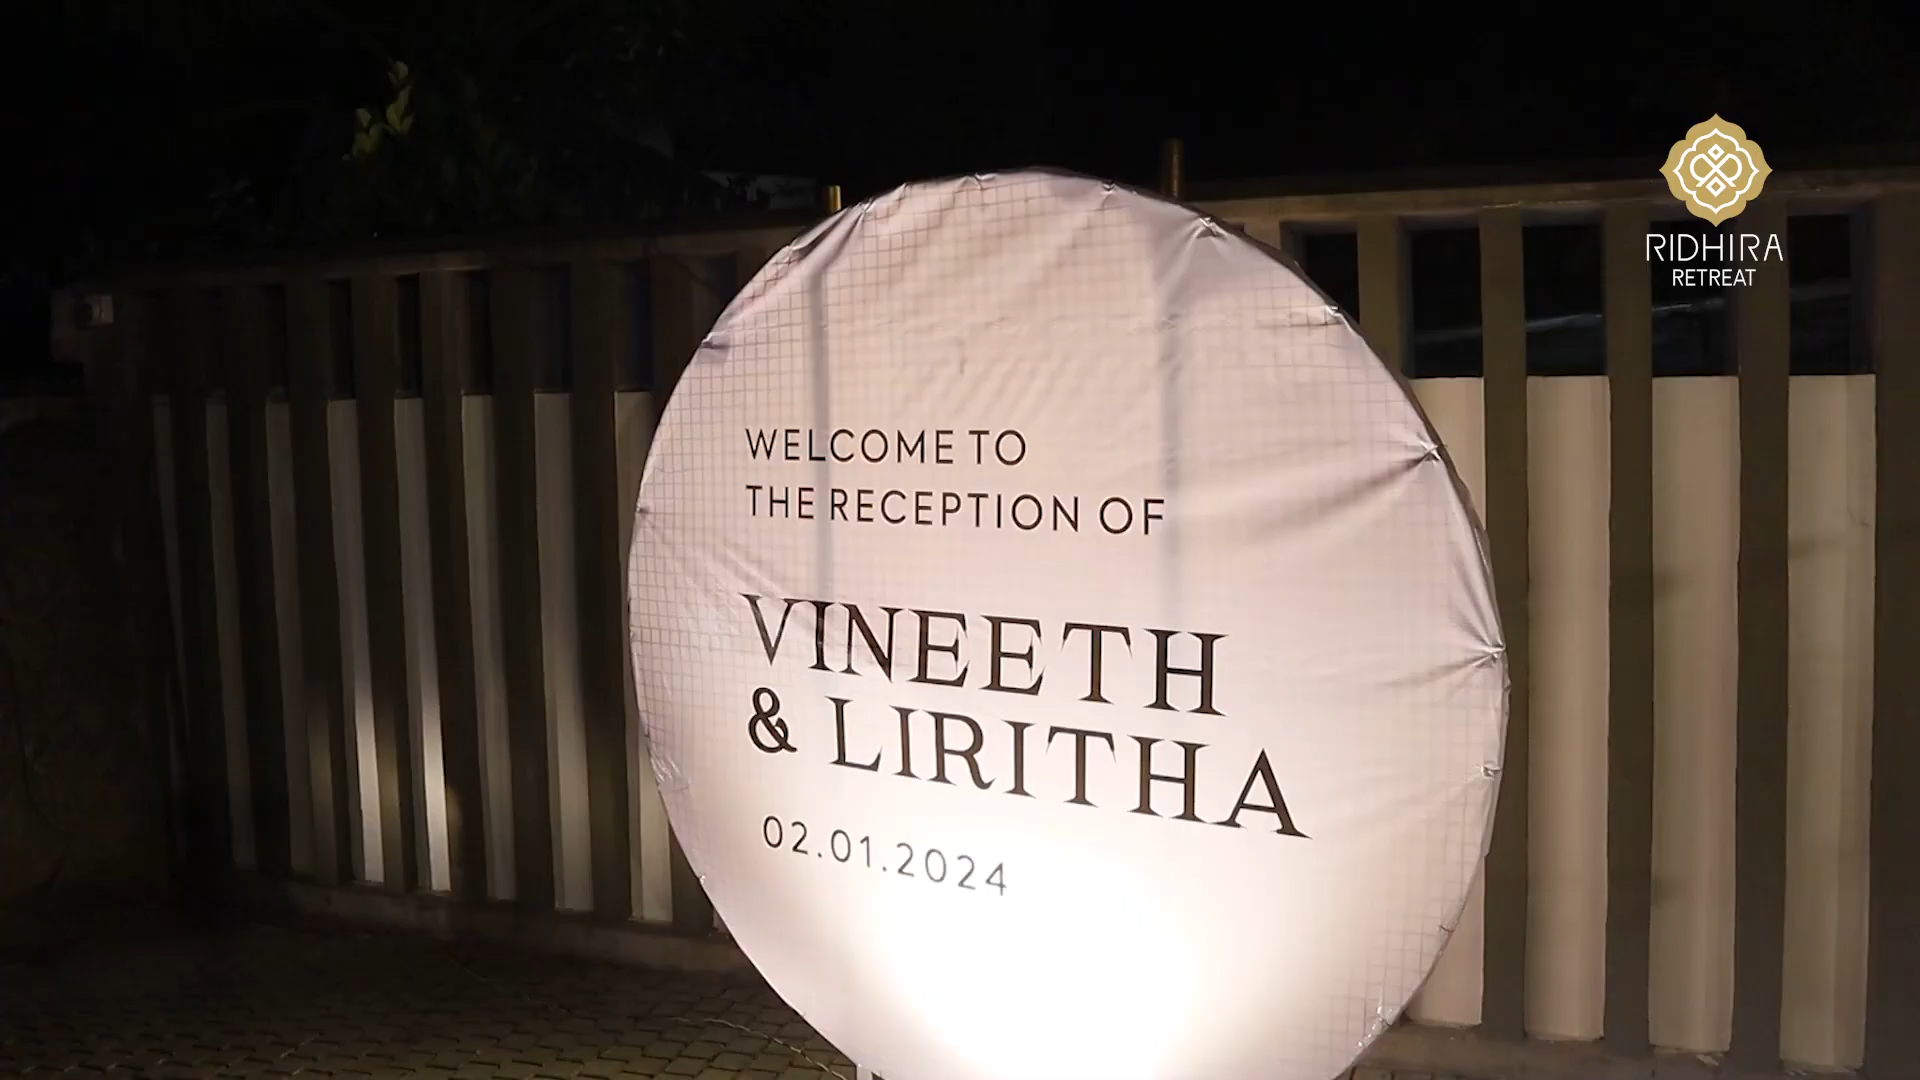 WELCOME TO
THE RECEPTION OF
VINEETH
& LIRITHA
02.01.2024
RIDHIRA
RETREAT